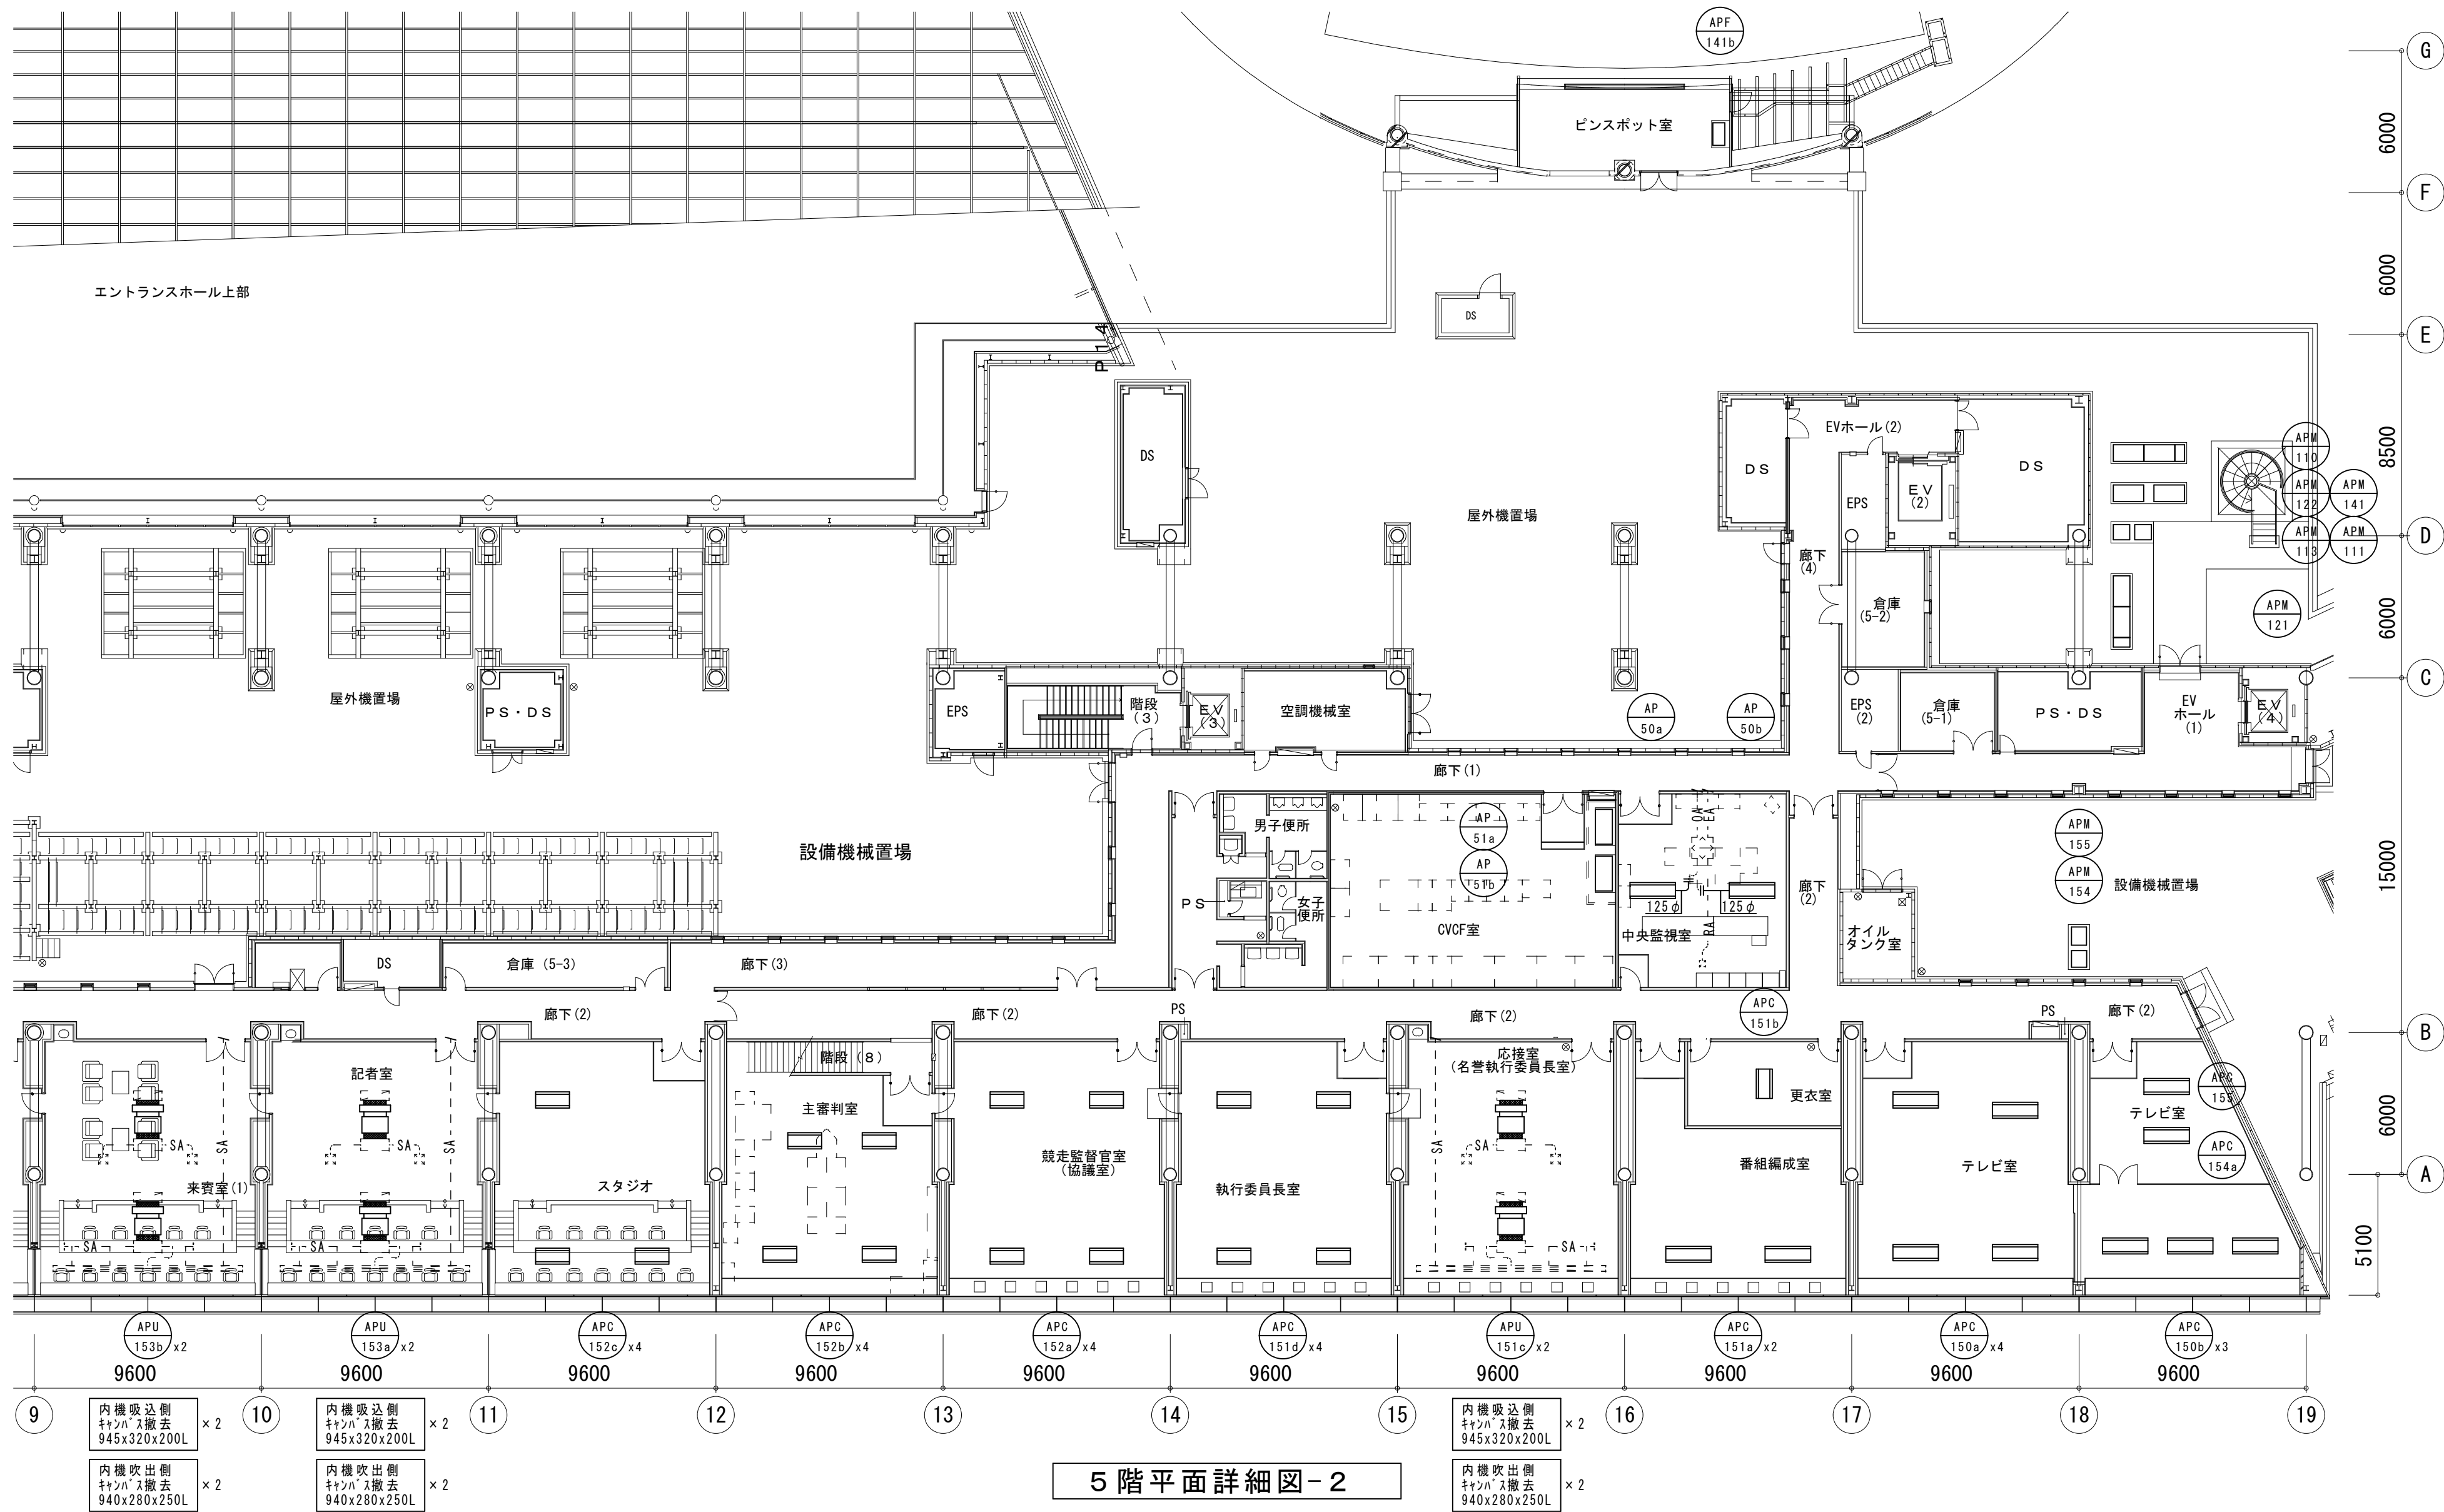 APF
141b
G
ピンスポット室
6000
F
エントランスホール上部
6000
DS
E
P14
EVホール(2)
APM
110
8500
DS
DS
EV
(2)
DS
EPS
APM
122
APM
141
屋外機置場
APM
113
APM
111
D
廊下
(4)
倉庫
(5-2)
APM
121
6000
C
屋外機置場
PS・DS
EPS
階段
(3)
EV
(3)
空調機械室
AP
50a
AP
50b
EPS
(2)
倉庫
(5-1)
PS・DS
EV
ホール
(1)
EV
(4)
廊下(1)
男子便所
AP
51a
OA
EA
APM
155
設備機械置場
AP
151b
APM
154
設備機械置場
15000
PS
女子
便所
125φ
125φ
廊下
(2)
CVCF室
中央監視室
RA
オイル
タンク室
DS
倉庫(5-3)
廊下(3)
廊下(2)
廊下(2)
PS
廊下(2)
APC
151b
PS
廊下(2)
B
記者室
階段(8)
応接室
(名誉執行委員長室)
主審判室
更衣室
APC
155
テレビ室
6000
SA
SA
SA
SA
競走監督官室
(協議室)
SA
SA
番組編成室
テレビ室
APC
154a
A
来賓室(1)
スタジオ
執行委員長室
SA
SA
SA
5100
APU
153b x2
APU
153a x2
APC
152c x4
APC
152b x4
APC
152a x4
APC
151d x4
APU
151c x2
APC
151a x2
APC
150a x4
APC
150b x3
9600
9600
9600
9600
9600
9600
9600
9600
9600
9600
9
10
11
12
13
14
15
16
17
18
19
内機吸込側
キャンバス撤去
945x320x200L
×2
内機吸込側
キャンバス撤去
945x320x200L
×2
内機吸込側
キャンバス撤去
945x320x200L
×2
内機吹出側
キャンバス撤去
940x280x250L
×2
内機吹出側
キャンバス撤去
940x280x250L
×2
5階平面詳細図-2
内機吹出側
キャンバス撤去
940x280x250L
×2